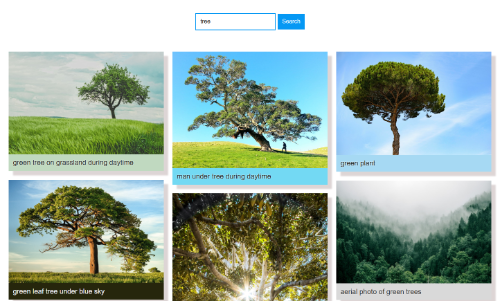 tree
Search
green tree on grassland during daytime
man under tree during daytime
green plant
green leaf tree under blue sky
aerial photo of green trees